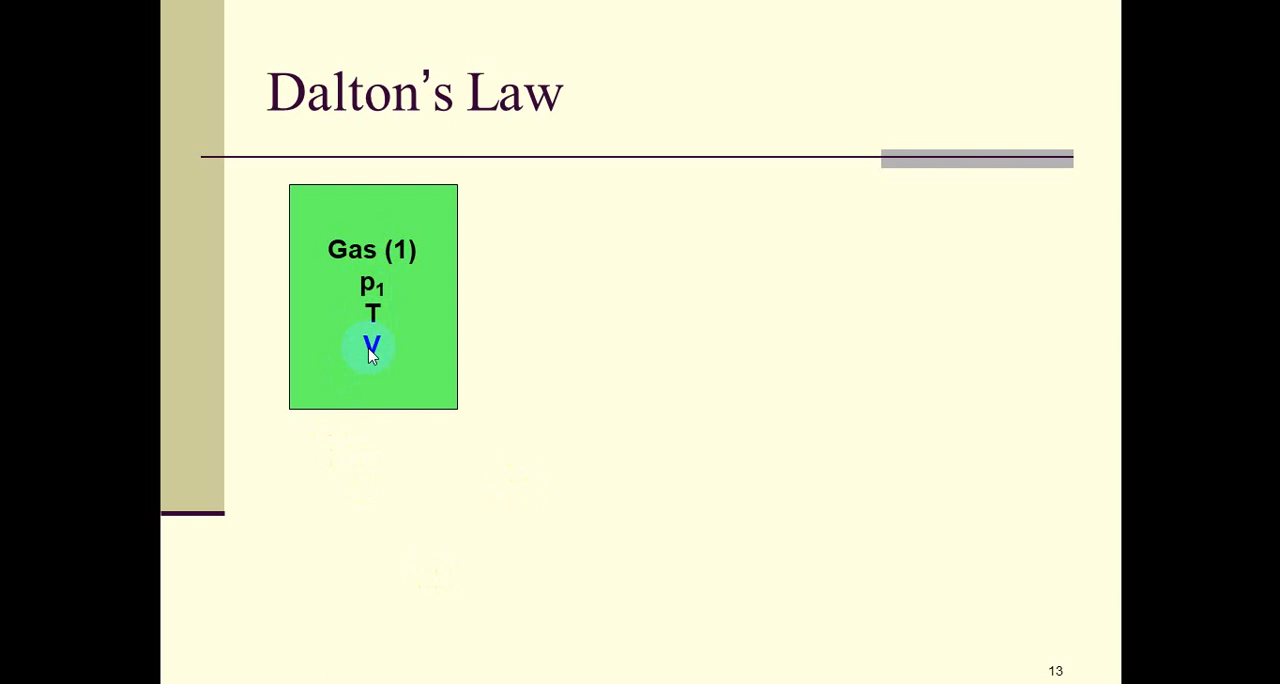 Dalton’s Law
Gas (1)
p₁
T
V
13